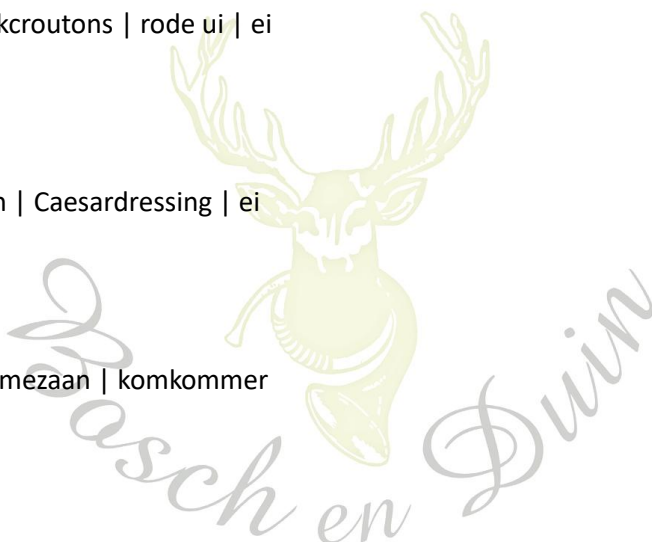 kcroutons | rode ui | ei
| Caesardressing | ei
mezaan | komkommer
Bosch en Duin